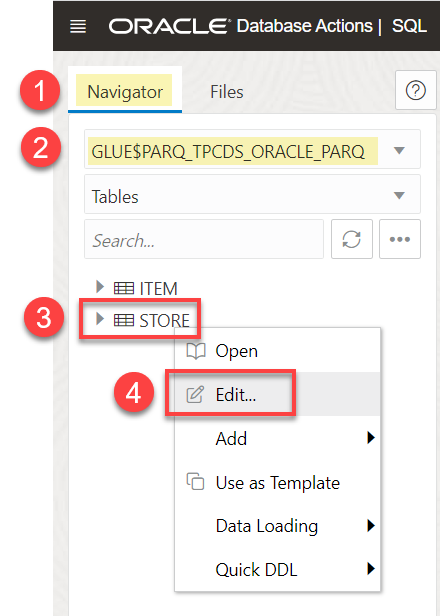 ORACLE Database Actions | SQL
1 Navigator Files ?
2 GLUE$PARQ_TPCDS_ORACLE_PARQ
Tables
Search...
ITEM
3 STORE
Open
4 Edit...
Add
Use as Template
Data Loading
Quick DDL